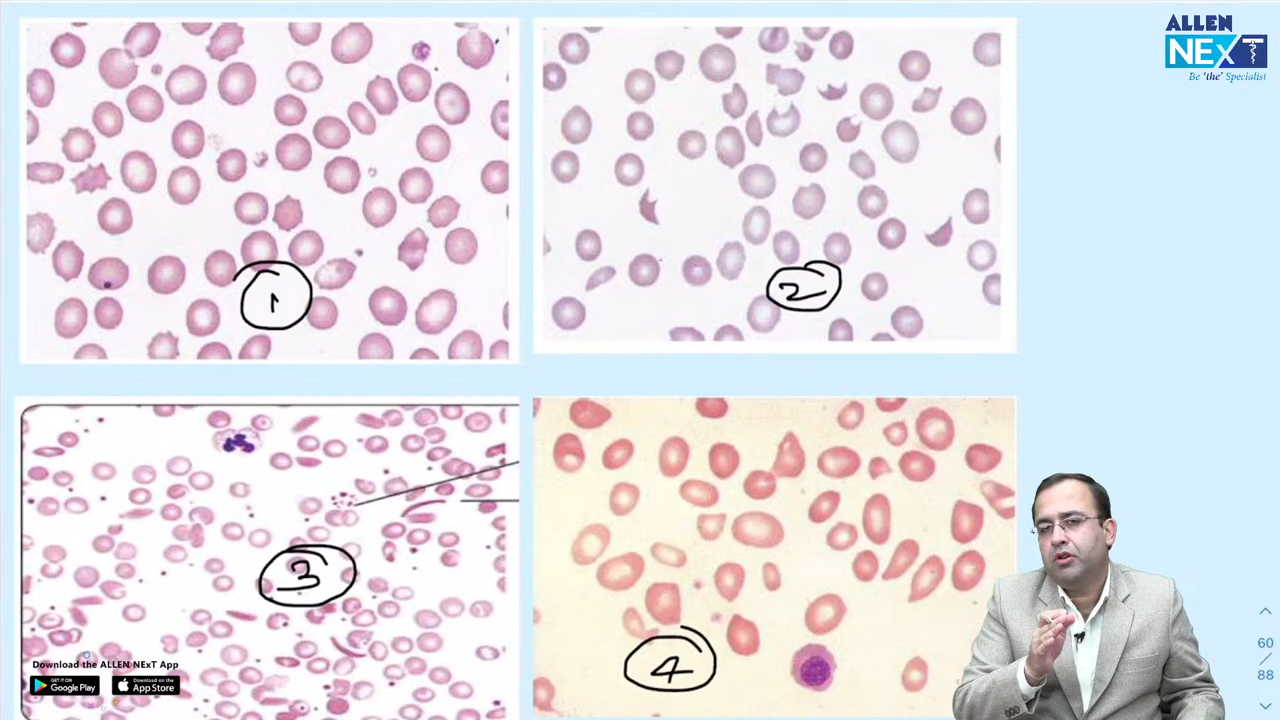 ALLEN
NEXT
Be 'the' Specialist
1
2
3
4
Download the ALLEN NExT App
GET IT ON
Google Play
Download on the
App Store
60
/
88